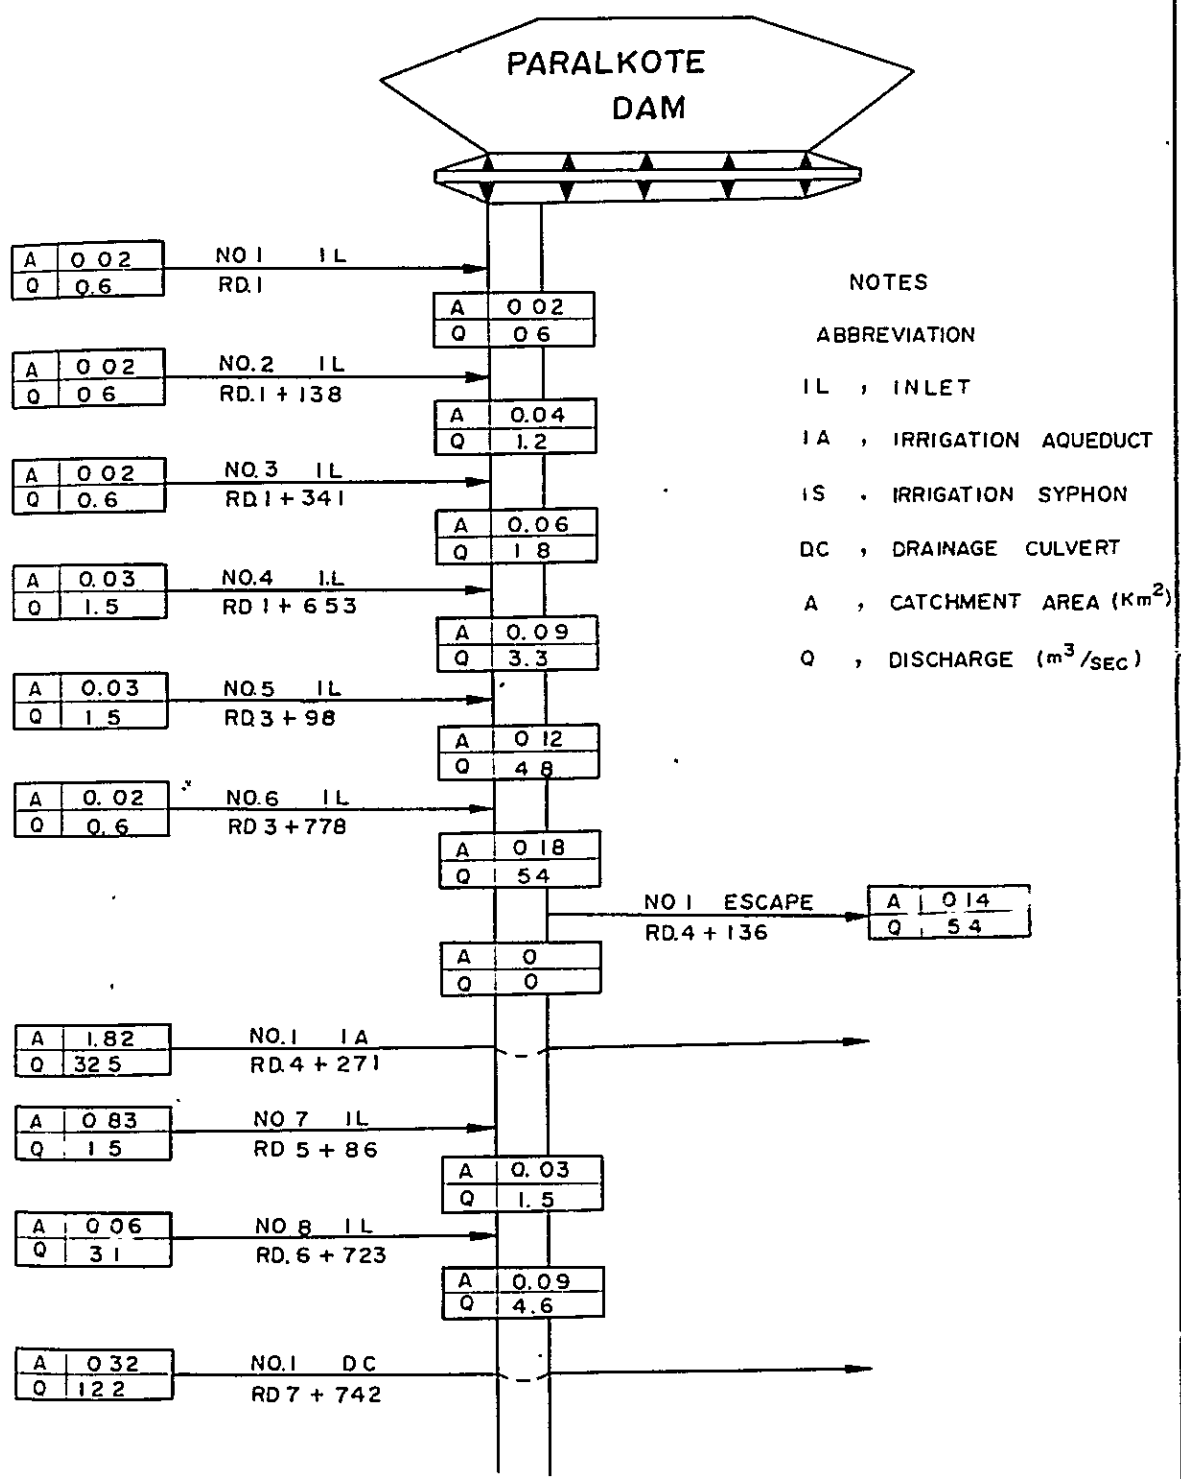 PARALKOTE
DAM
A 0 02
Q 0.6
NO 1 IL
RD.1
A 0 02
Q 0 6
A 0 02
Q 0 6
NO.2 IL
RD.1 + 138
A 0.04
Q 1.2
A 0 02
Q 0.6
NO.3 IL
RD.1 + 341
A 0.06
Q 1 8
A 0.03
Q 1.5
NO.4 I.L
RD 1 + 653
A 0.09
Q 3.3
A 0.03
Q 1 5
NO.5 IL
RD.3 + 98
A 0 12
Q 4 8
A 0.02
Q 0.6
NO.6 IL
RD 3 + 778
A 0 18
Q 5 4
NO 1 ESCAPE
RD.4 + 136
A 0 14
Q 5 4
A 0
Q 0
A 1.82
Q 32 5
NO.1 IA
RD.4 + 271
A 0 83
Q 1 5
NO 7 IL
RD 5 + 86
A 0.03
Q 1.5
A 0 06
Q 3 1
NO 8 IL
RD.6 + 723
A 0.09
Q 4.6
A 0 32
Q 12 2
NO.1 DC
RD 7 + 742
NOTES
ABBREVIATION
IL , INLET
IA , IRRIGATION AQUEDUCT
IS . IRRIGATION SYPHON
DC , DRAINAGE CULVERT
A , CATCHMENT AREA (Km²)
Q , DISCHARGE (m³/SEC)